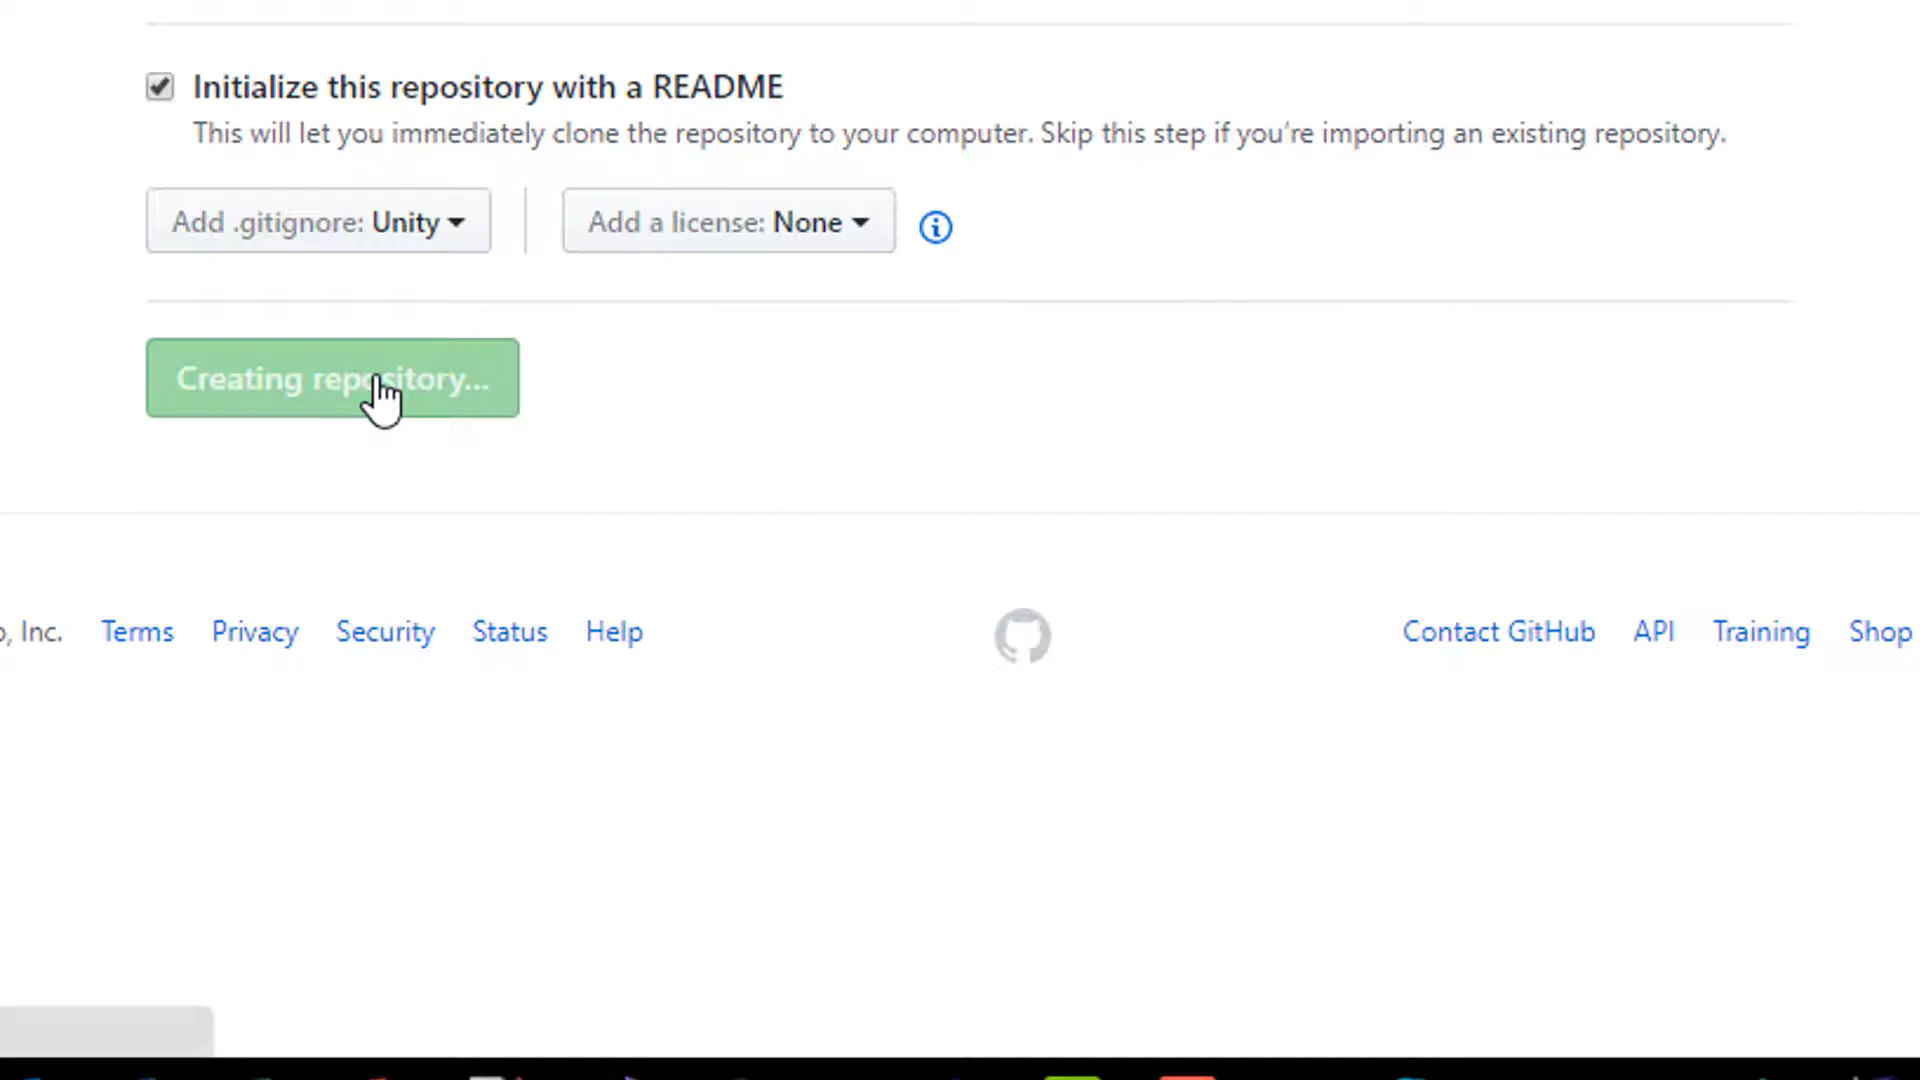 Initialize this repository with a README
This will let you immediately clone the repository to your computer. Skip this step if you’re importing an existing repository.
Add .gitignore: Unity
Add a license: None
Creating repository...
, Inc. Terms Privacy Security Status Help Contact GitHub API Training Shop